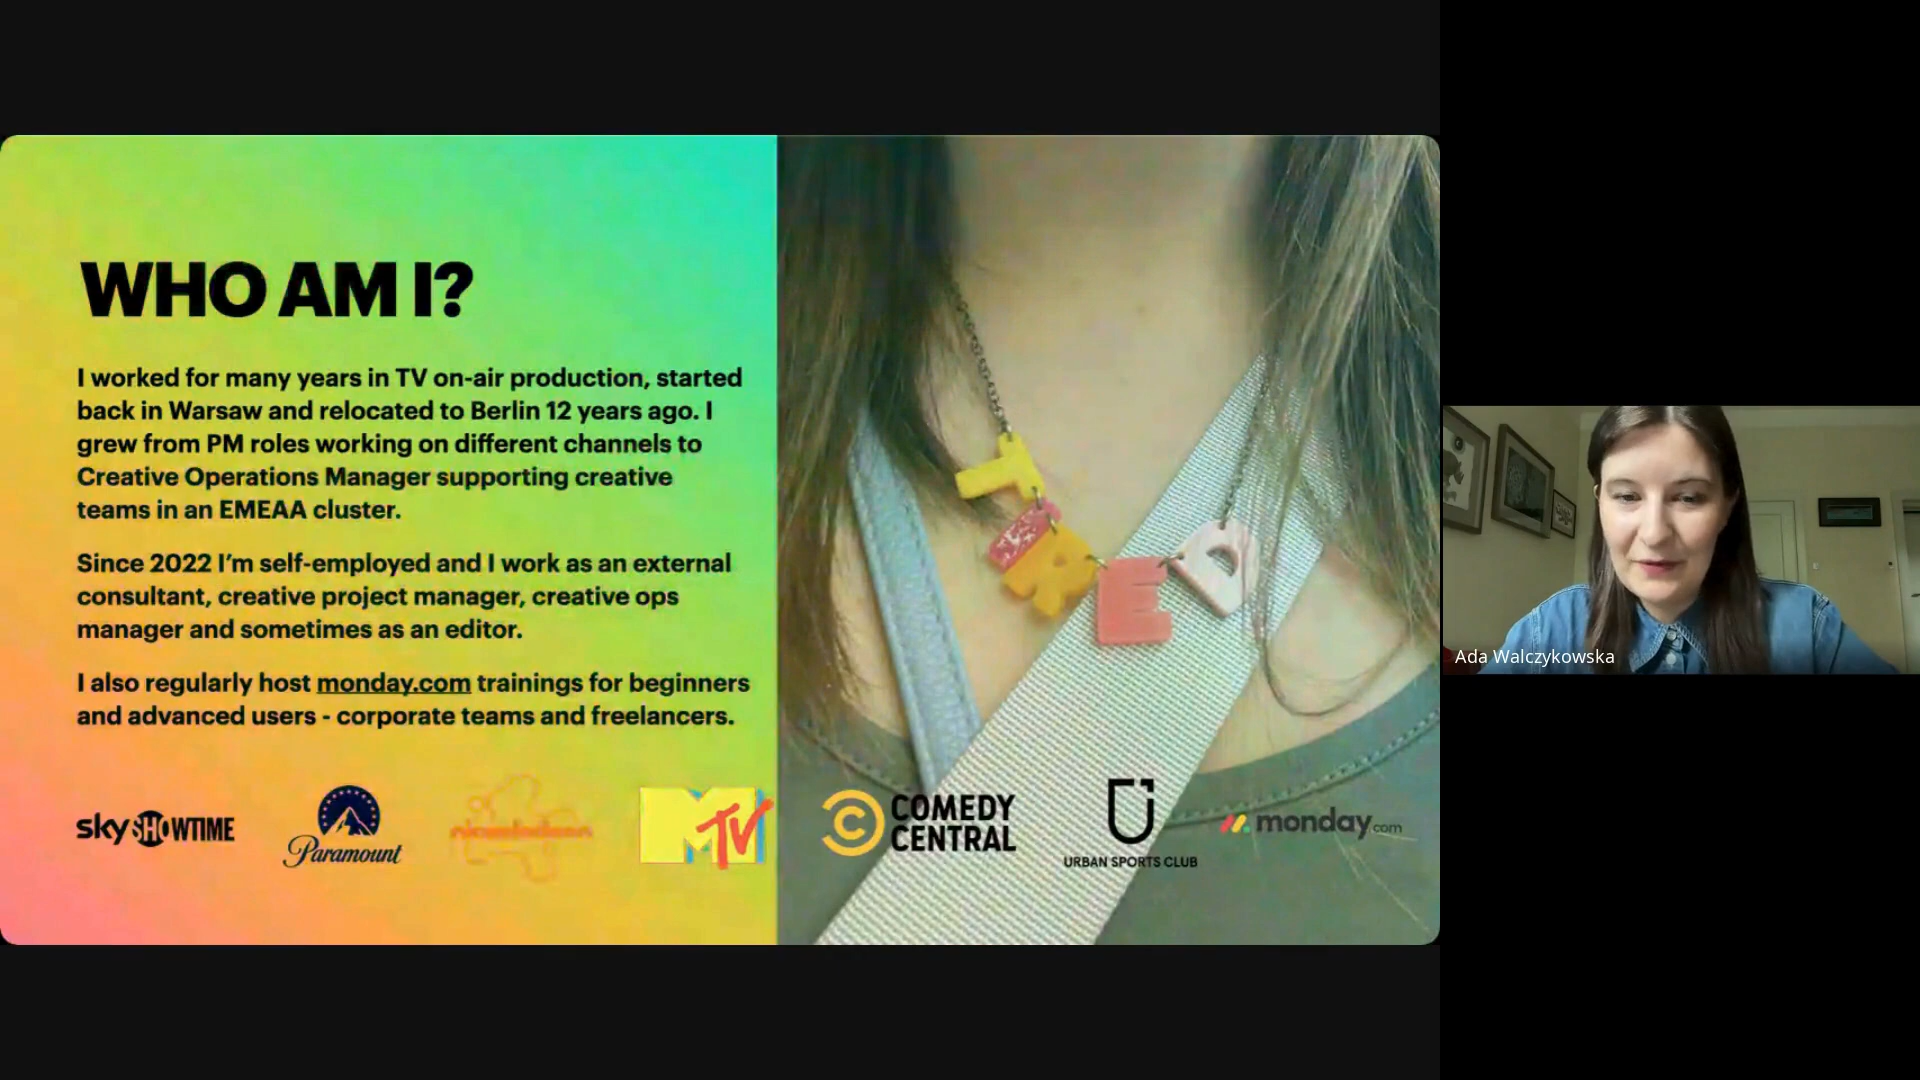 WHO AM I?
I worked for many years in TV on-air production, started
back in Warsaw and relocated to Berlin 12 years ago. I
grew from PM roles working on different channels to
Creative Operations Manager supporting creative
teams in an EMEAA cluster.
Since 2022 I'm self-employed and I work as an external
consultant, creative project manager, creative ops
manager and sometimes as an editor.
I also regularly host monday.com trainings for beginners
and advanced users - corporate teams and freelancers.
TIRED
sky SHOWTIME
Paramount
nickelodeon
MTV
COMEDY
CENTRAL
URBAN SPORTS CLUB
monday.com
Ada Walczykowska